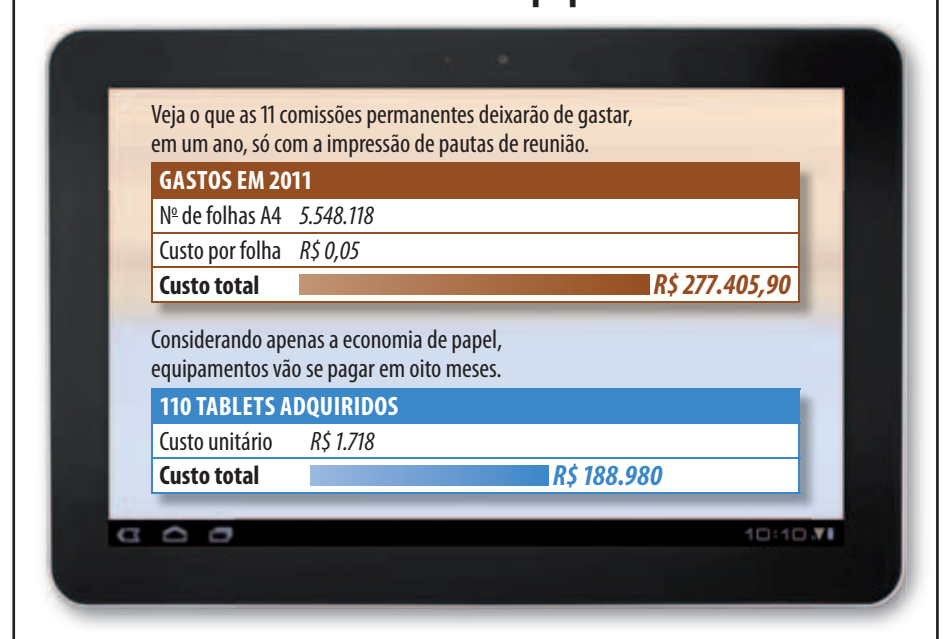 Veja o que as 11 comissões permanentes deixarão de gastar,
em um ano, só com a impressão de pautas de reunião.
GASTOS EM 2011
Nº de folhas A4 5.548.118
Custo por folha R$ 0,05
Custo total R$ 277.405,90
Considerando apenas a economia de papel,
equipamentos vão se pagar em oito meses.
110 TABLETS ADQUIRIDOS
Custo unitário R$ 1.718
Custo total R$ 188.980
10:10